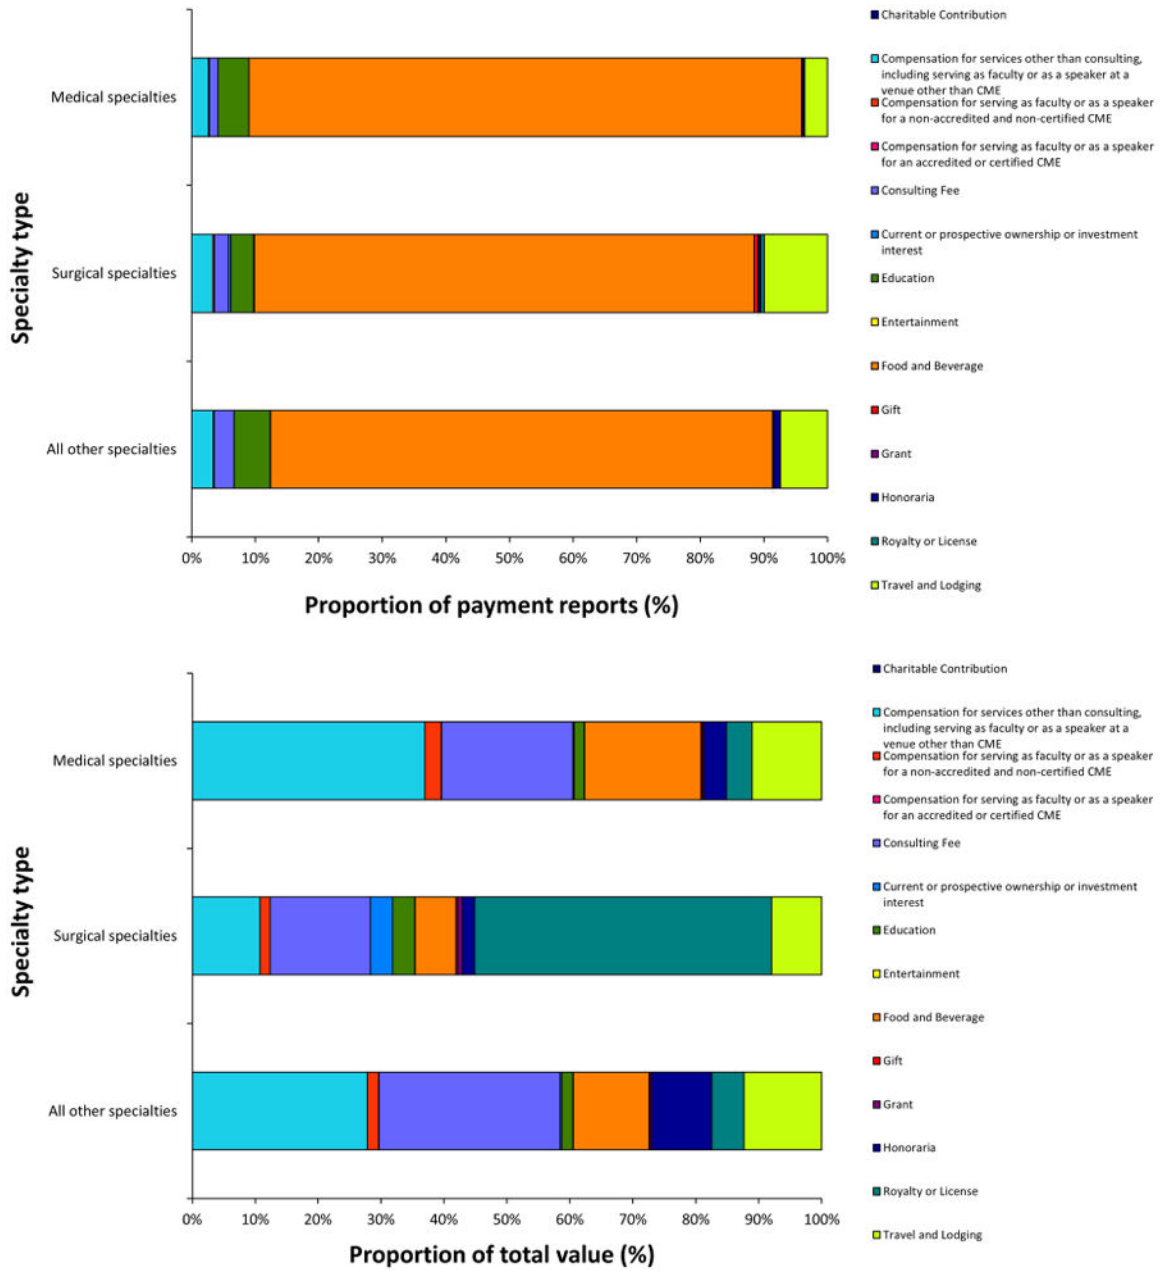 Charitable Contribution
Compensation for services other than consulting,
including serving as faculty or as a speaker at a
venue other than CME
Compensation for serving as faculty or as a speaker
for a non-accredited and non-certified CME
Compensation for serving as faculty or as a speaker
for an accredited or certified CME
Consulting Fee
Current or prospective ownership or investment
interest
Education
Entertainment
Food and Beverage
Gift
Grant
Honoraria
Royalty or License
Travel and Lodging
Specialty type
Medical specialties
Surgical specialties
All other specialties
0% 10% 20% 30% 40% 50% 60% 70% 80% 90% 100%
Proportion of payment reports (%)
Charitable Contribution
Compensation for services other than consulting,
including serving as faculty or as a speaker at a
venue other than CME
Compensation for serving as faculty or as a speaker
for a non-accredited and non-certified CME
Compensation for serving as faculty or as a speaker
for an accredited or certified CME
Consulting Fee
Current or prospective ownership or investment
interest
Education
Entertainment
Food and Beverage
Gift
Grant
Honoraria
Royalty or License
Travel and Lodging
Specialty type
Medical specialties
Surgical specialties
All other specialties
0% 10% 20% 30% 40% 50% 60% 70% 80% 90% 100%
Proportion of total value (%)